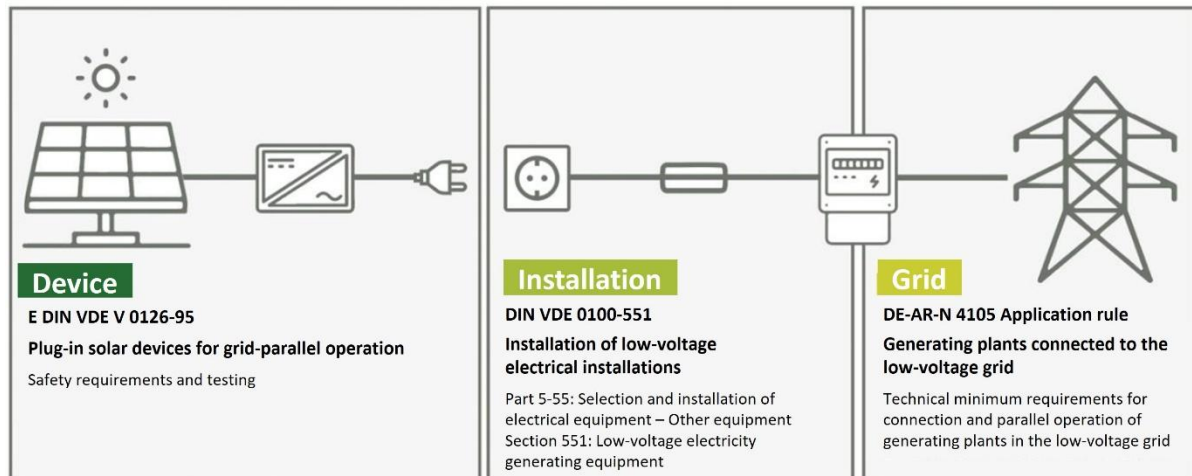 Device
E DIN VDE V 0126-95
Plug-in solar devices for grid-parallel operation
Safety requirements and testing
Installation
DIN VDE 0100-551
Installation of low-voltage
electrical installations
Part 5-55: Selection and installation of
electrical equipment – Other equipment
Section 551: Low-voltage electricity
generating equipment
Grid
DE-AR-N 4105 Application rule
Generating plants connected to the
low-voltage grid
Technical minimum requirements for
connection and parallel operation of
generating plants in the low-voltage grid